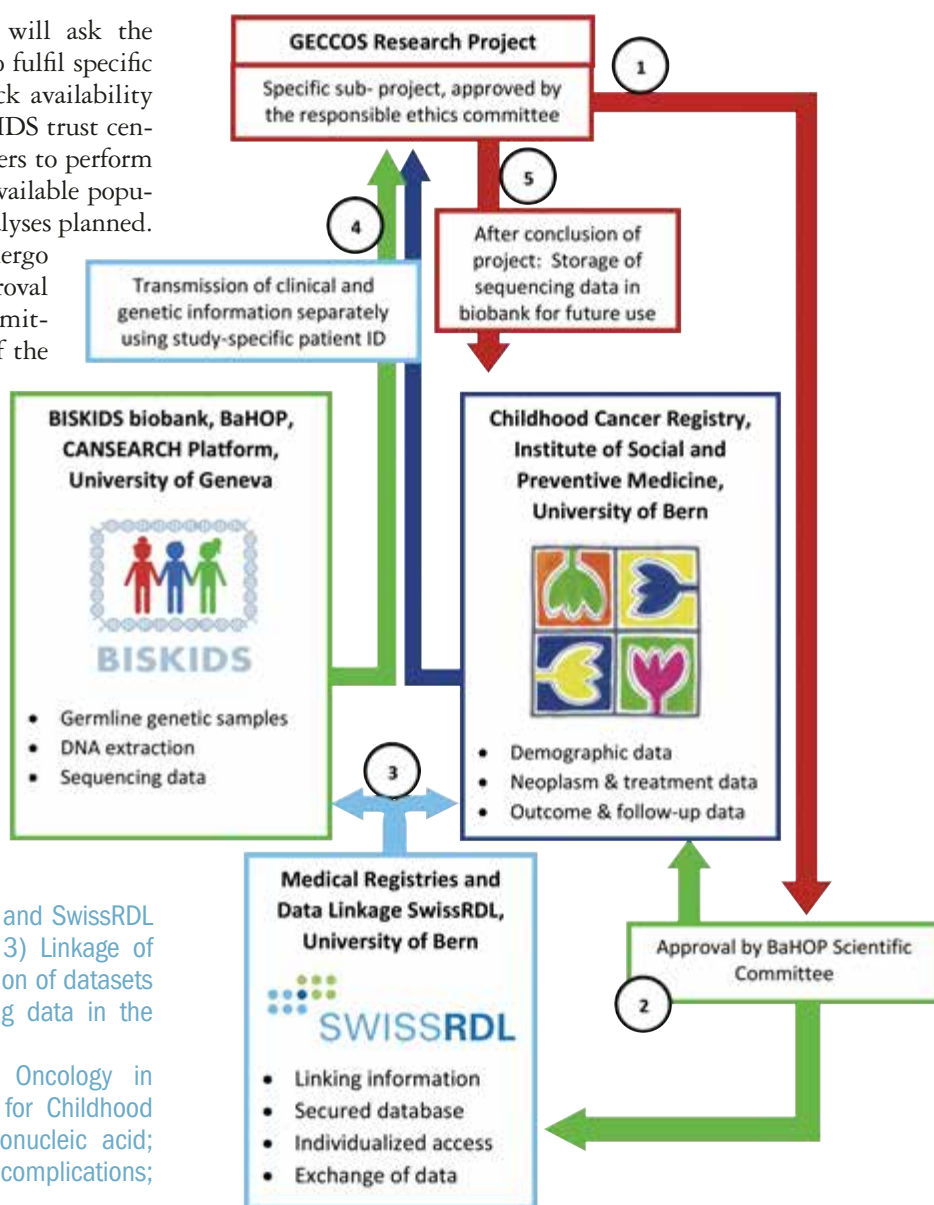 will ask the
o fulfil specific
ck availability
IDS trust cen-
ers to perform
vailable popu-
alyses planned.
ergo
roval
mit-
f the
GECCOS Research Project
Specific sub- project, approved by
the responsible ethics committee
1
5
4
After conclusion of
project: Storage of
sequencing data in
biobank for future use
Transmission of clinical and
genetic information separately
using study-specific patient ID
BISKIDS biobank, BaHOP,
CANSEARCH Platform,
University of Geneva
BISKIDS
• Germline genetic samples
• DNA extraction
• Sequencing data
Childhood Cancer Registry,
Institute of Social and
Preventive Medicine,
University of Bern
• Demographic data
• Neoplasm & treatment data
• Outcome & follow-up data
3
Medical Registries and
Data Linkage SwissRDL,
University of Bern
SWISSRDL
• Linking information
• Secured database
• Individualized access
• Exchange of data
Approval by BaHOP Scientific
Committee
2
and SwissRDL
3) Linkage of
on of datasets
g data in the
Oncology in
for Childhood
onucleic acid;
complications;